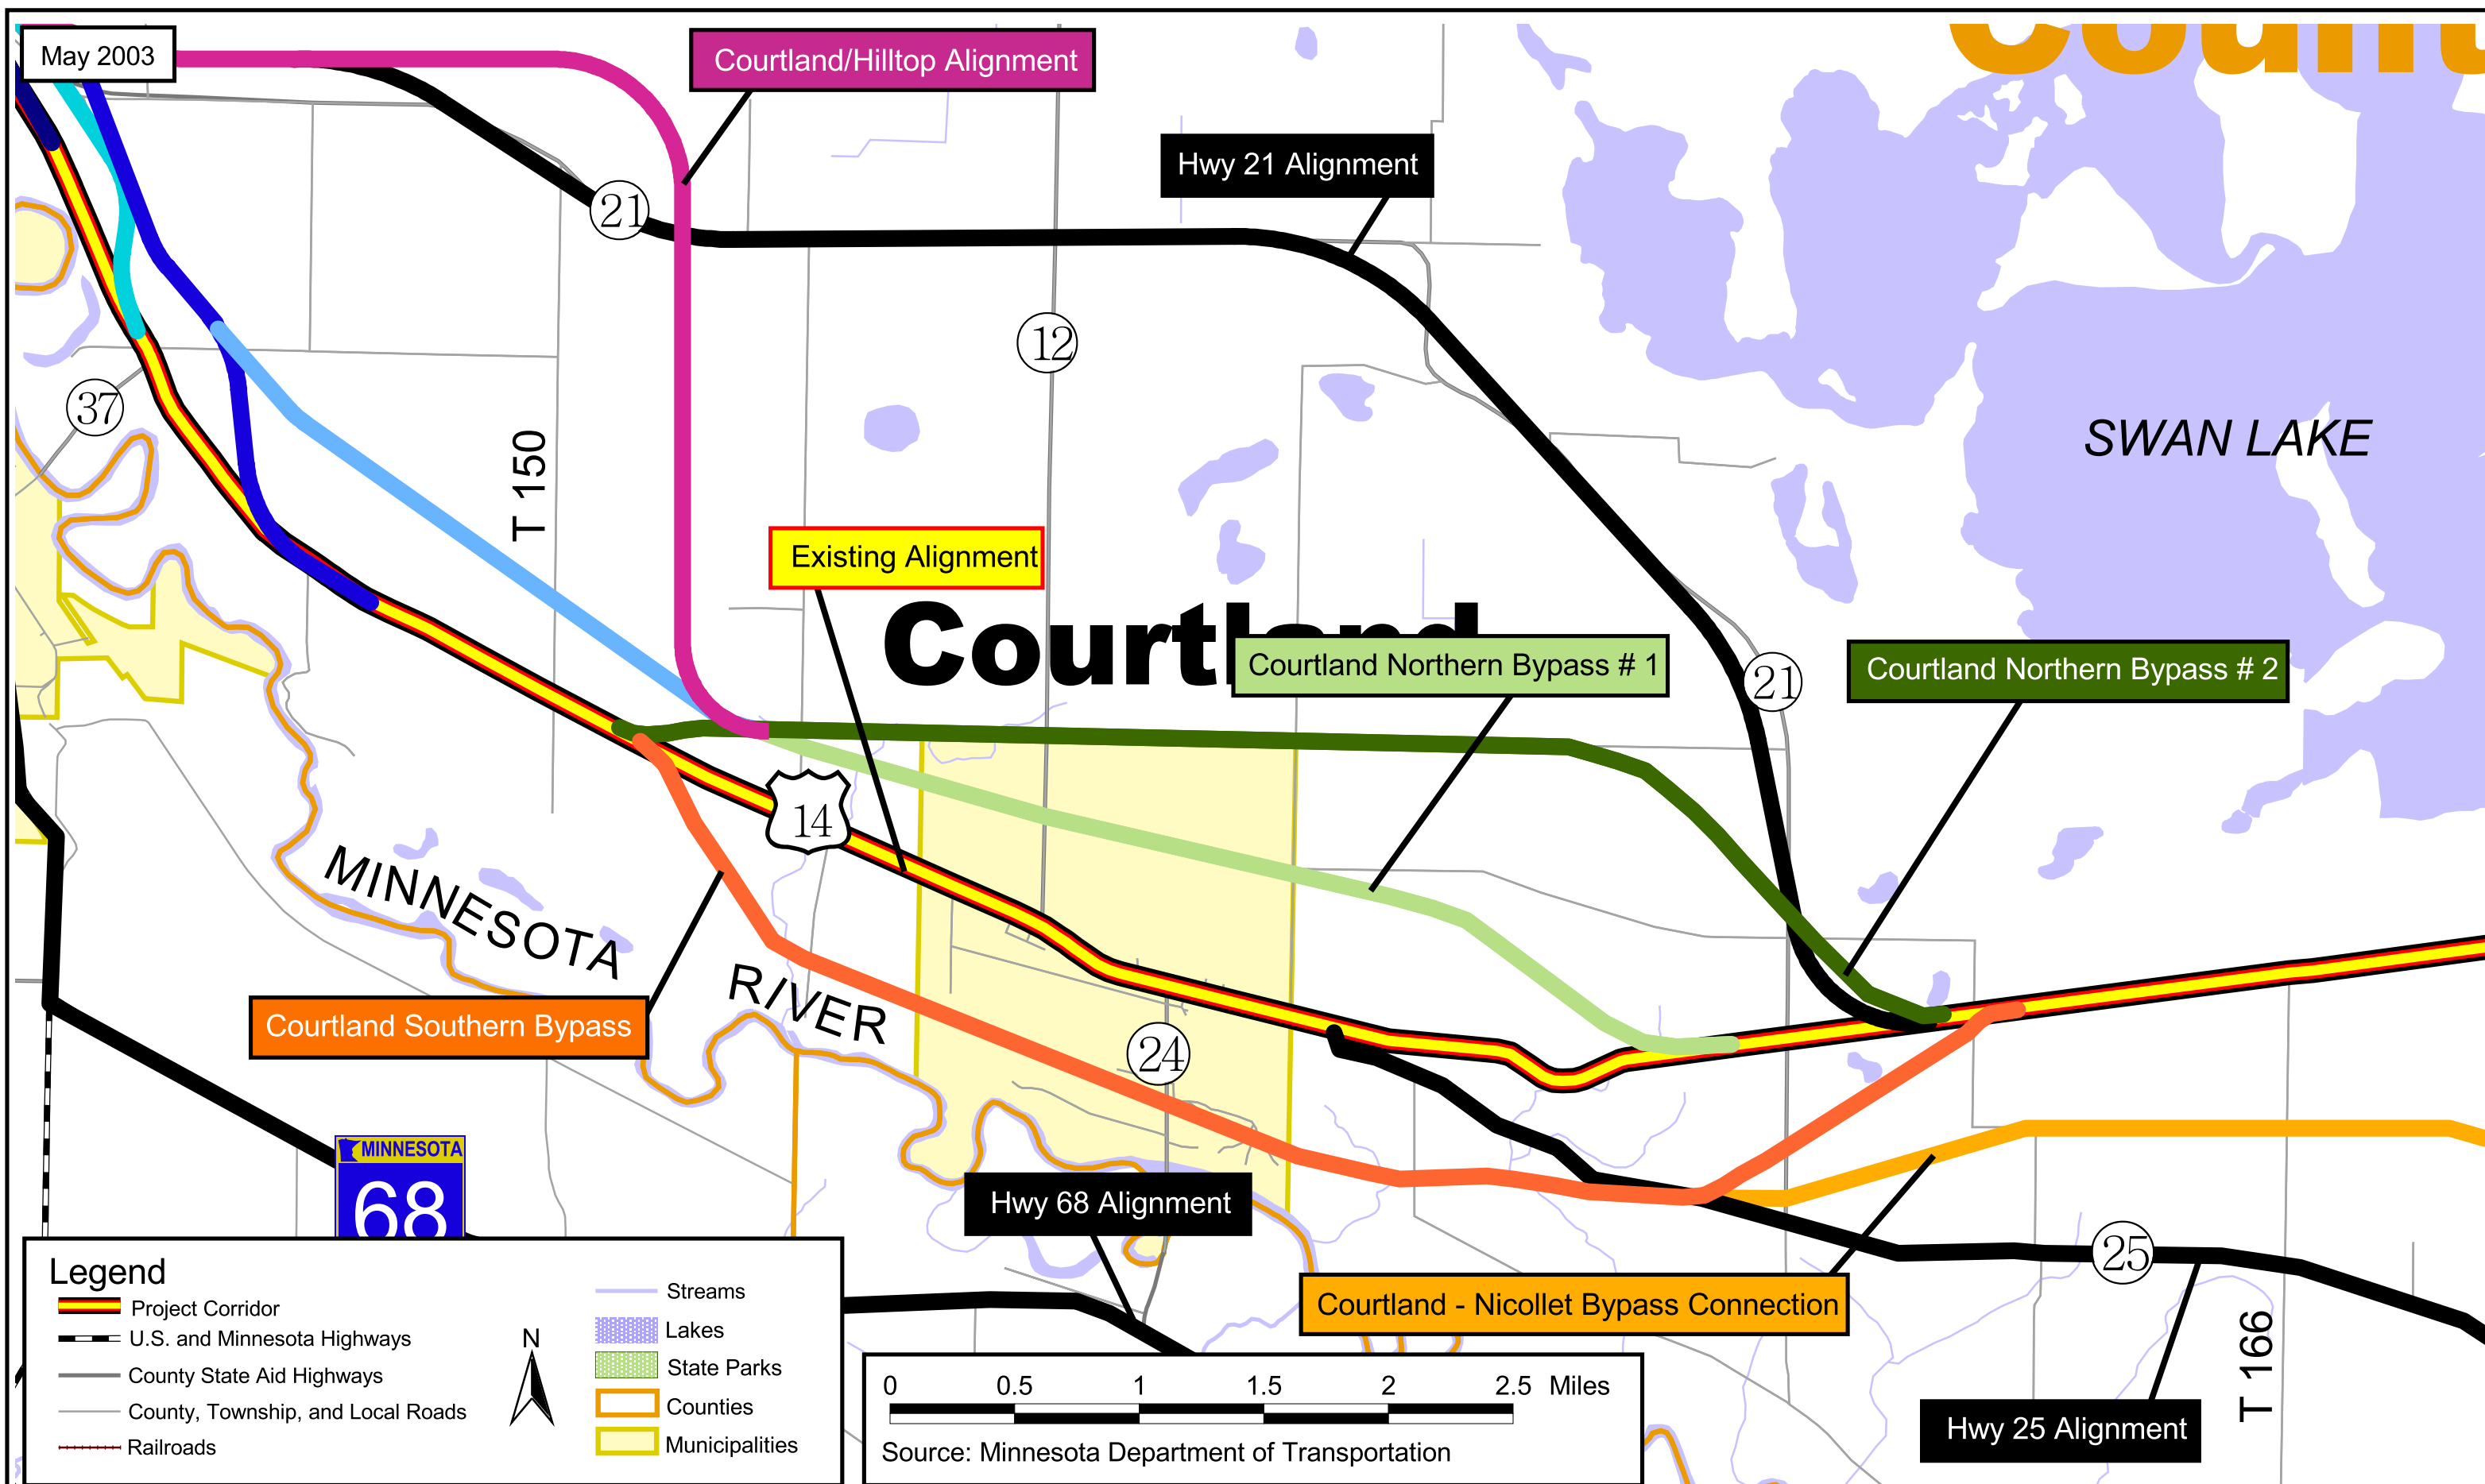 Count
May 2003
Courtland/Hilltop Alignment
Hwy 21 Alignment
21
12
37
SWAN LAKE
T 150
Existing Alignment
Courtland
Courtland Northern Bypass # 1
Courtland Northern Bypass # 2
21
14
MINNESOTA
RIVER
Courtland Southern Bypass
24
MINNESOTA
68
Hwy 68 Alignment
25
Courtland - Nicollet Bypass Connection
T 166
Hwy 25 Alignment
Legend
Project Corridor
U.S. and Minnesota Highways
County State Aid Highways
County, Township, and Local Roads
Railroads
N
Streams
Lakes
State Parks
Counties
Municipalities
0 0.5 1 1.5 2 2.5 Miles
Source: Minnesota Department of Transportation